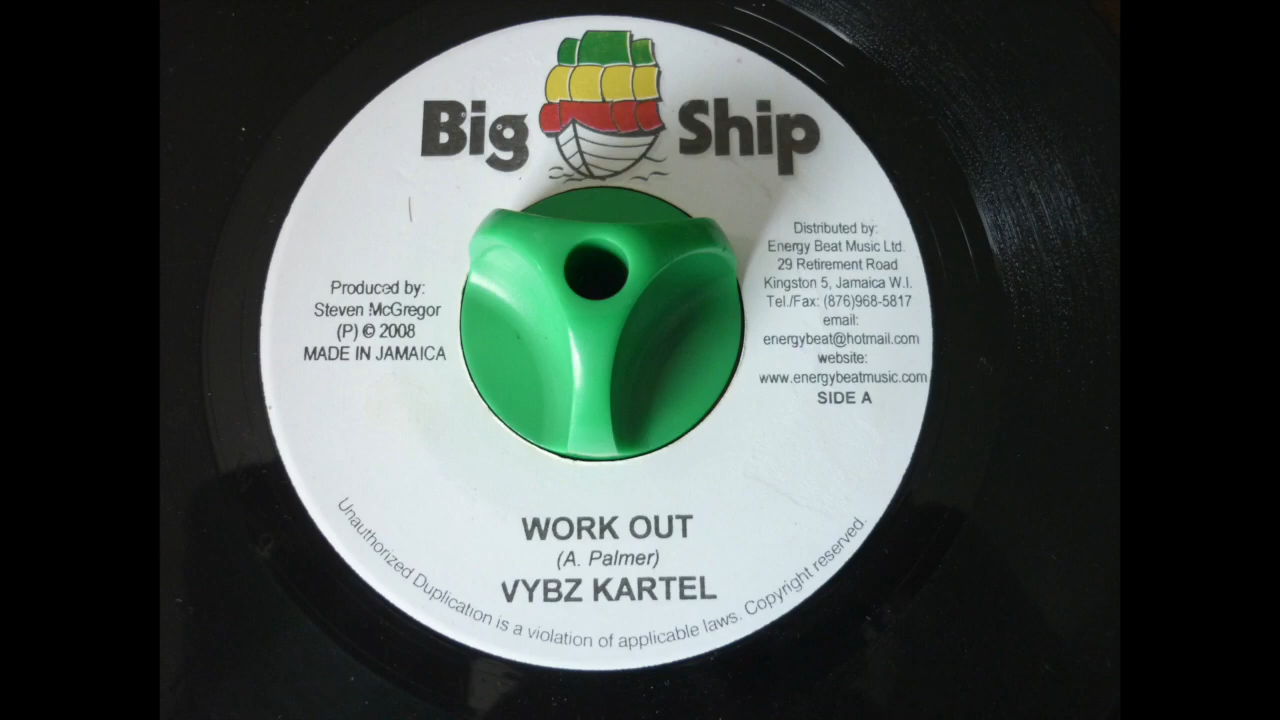 Big Ship
Produced by:
Steven McGregor
(P) © 2008
MADE IN JAMAICA
Distributed by:
Energy Beat Music Ltd.
29 Retirement Road
Kingston 5, Jamaica W.I.
Tel./Fax: (876)968-5817
email:
energybeat@hotmail.com
website:
www.energybeatmusic.com
SIDE A
WORK OUT
(A. Palmer)
VYBZ KARTEL
Unauthorized Duplication is a violation of applicable laws. Copyright reserved.